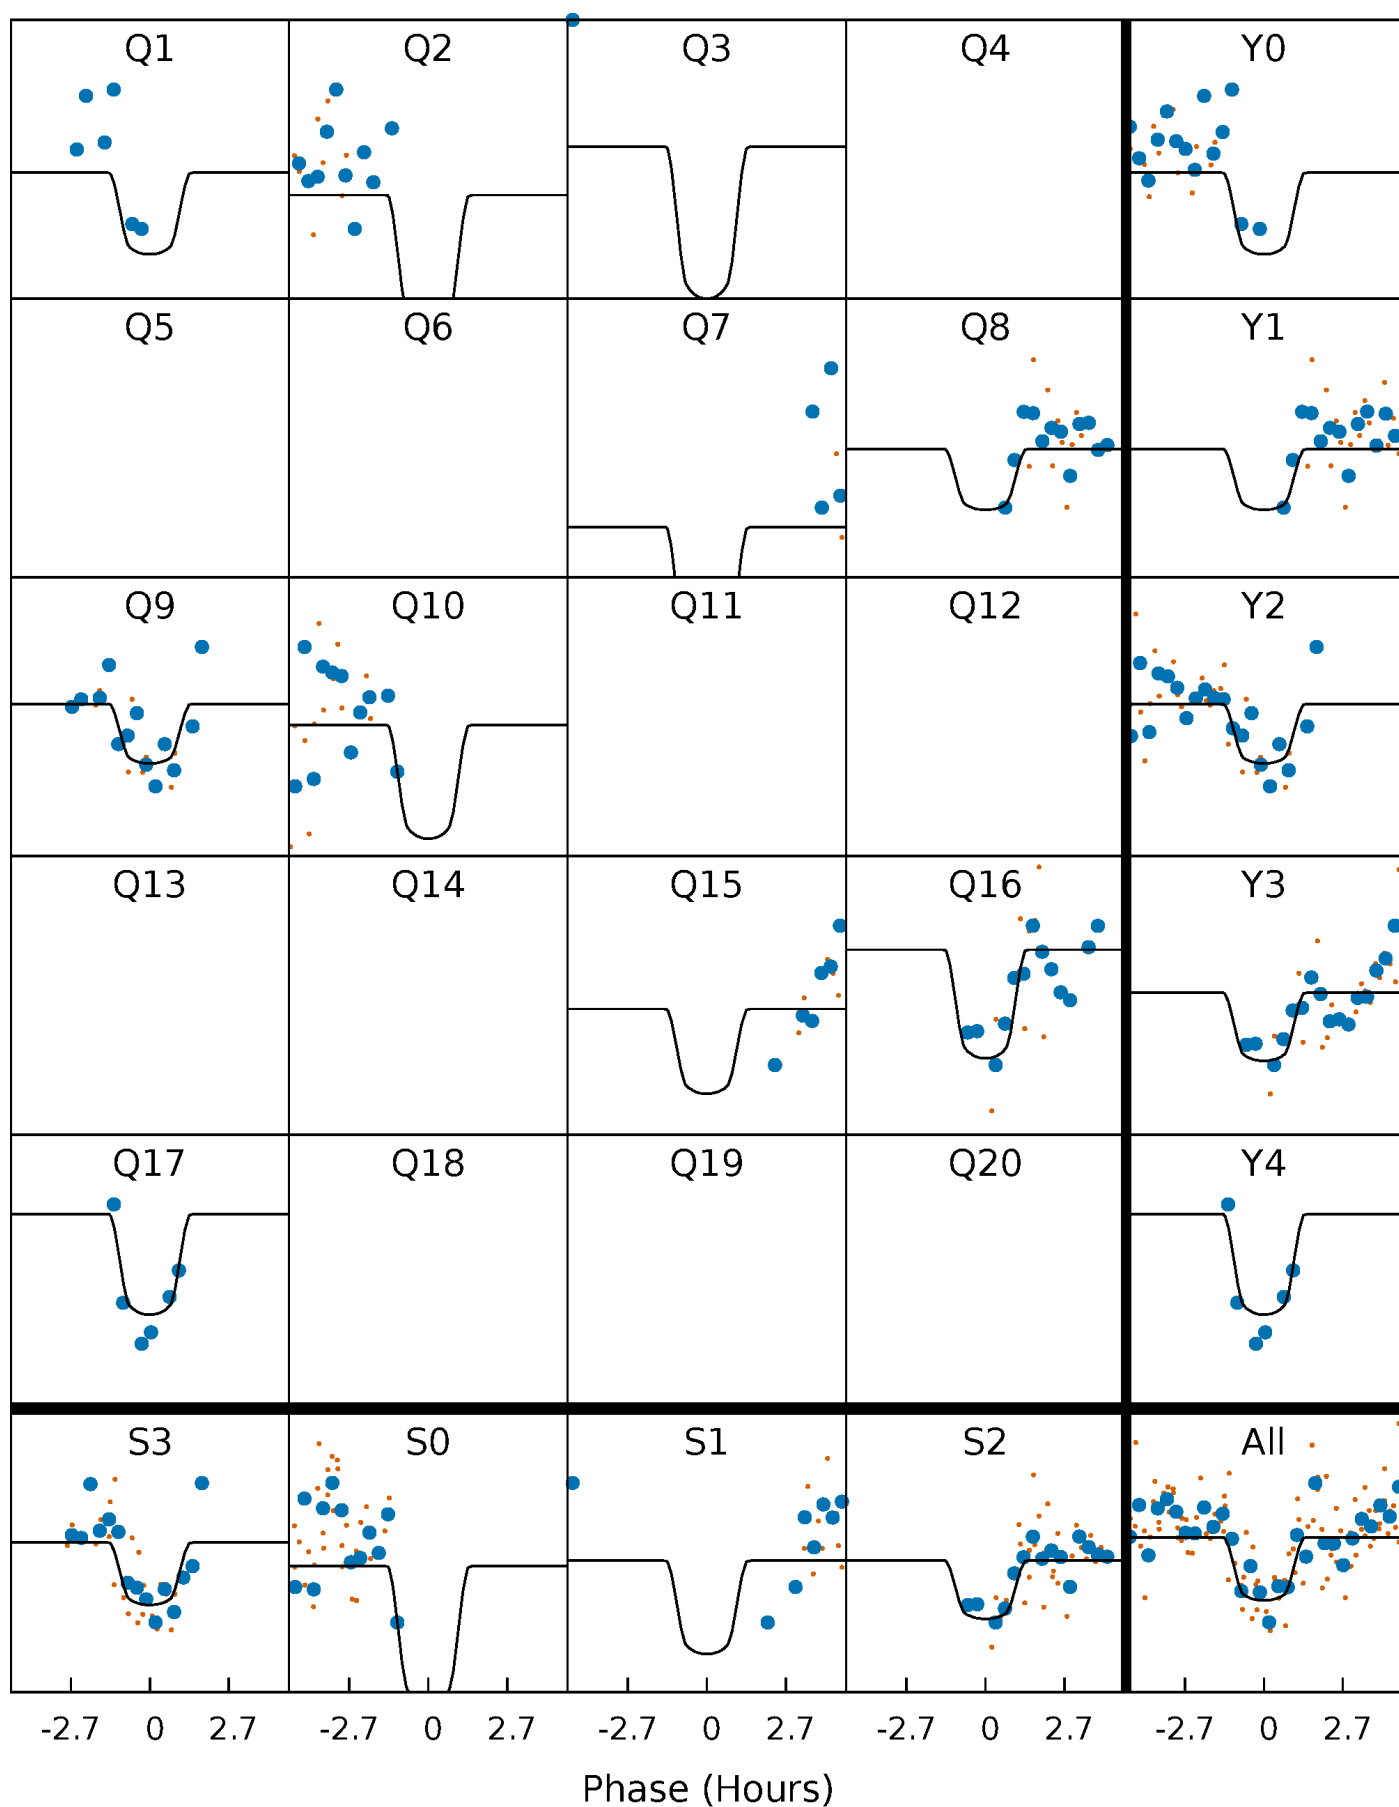 Q1 Q2 Q3 Q4 Y0
Q5 Q6 Q7 Q8 Y1
Q9 Q10 Q11 Q12 Y2
Q13 Q14 Q15 Q16 Y3
Q17 Q18 Q19 Q20 Y4
S3 S0 S1 S2 All
-2.7 0 2.7 -2.7 0 2.7 -2.7 0 2.7 -2.7 0 2.7 -2.7 0 2.7
Phase (Hours)